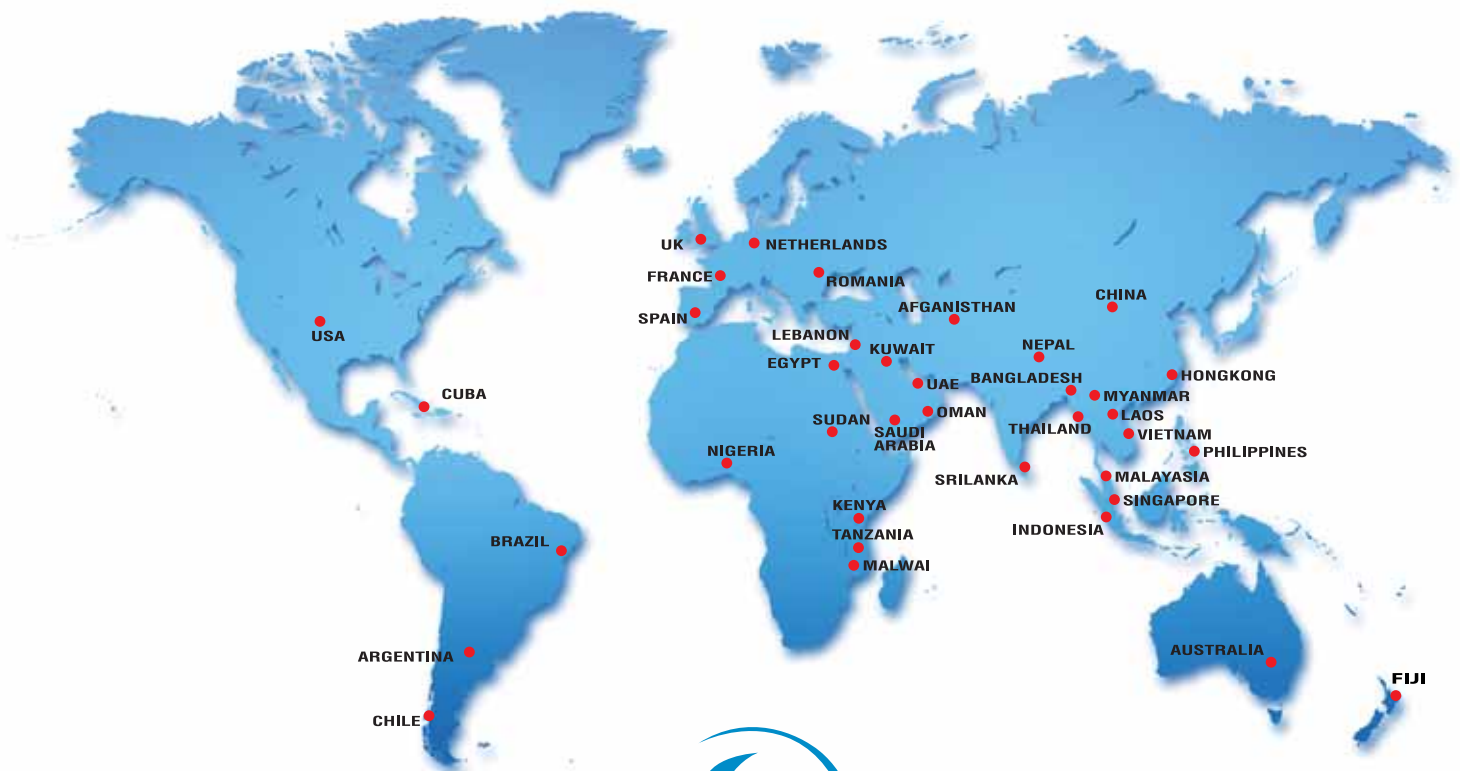 UK
NETHERLANDS
FRANCE
ROMANIA
SPAIN
AFGANISTHAN
CHINA
USA
LEBANON
KUWAIT
NEPAL
EGYPT
UAE
BANGLADESH
HONGKONG
CUBA
MYANMAR
OMAN
LAOS
SUDAN
SAUDI
ARABIA
THAILAND
VIETNAM
NIGERIA
PHILIPPINES
SRILANKA
MALAYASIA
SINGAPORE
KENYA
INDONESIA
TANZANIA
BRAZIL
MALWAI
ARGENTINA
AUSTRALIA
FIJI
CHILE